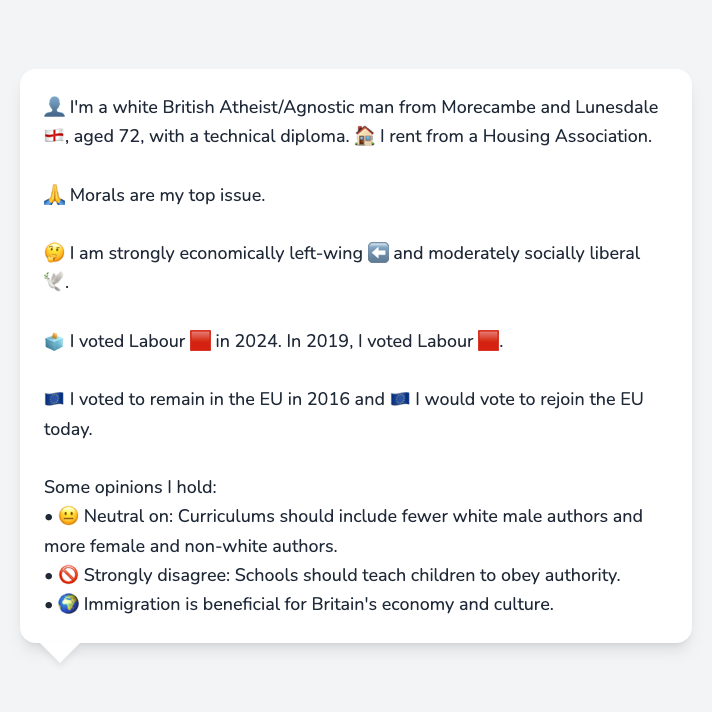 👤 I'm a white British Atheist/Agnostic man from Morecambe and Lunesdale
🏴󠁧󠁢󠁥󠁮󠁧󠁿, aged 72, with a technical diploma. 🏠 I rent from a Housing Association.
🙏 Morals are my top issue.
🤔 I am strongly economically left-wing ⬅️ and moderately socially liberal
🕊️.
🗳️ I voted Labour 🟥 in 2024. In 2019, I voted Labour 🟥.
🇪🇺 I voted to remain in the EU in 2016 and 🇪🇺 I would vote to rejoin the EU
today.
Some opinions I hold:
• 😐 Neutral on: Curriculums should include fewer white male authors and
more female and non-white authors.
• 🚫 Strongly disagree: Schools should teach children to obey authority.
• 🌍 Immigration is beneficial for Britain's economy and culture.